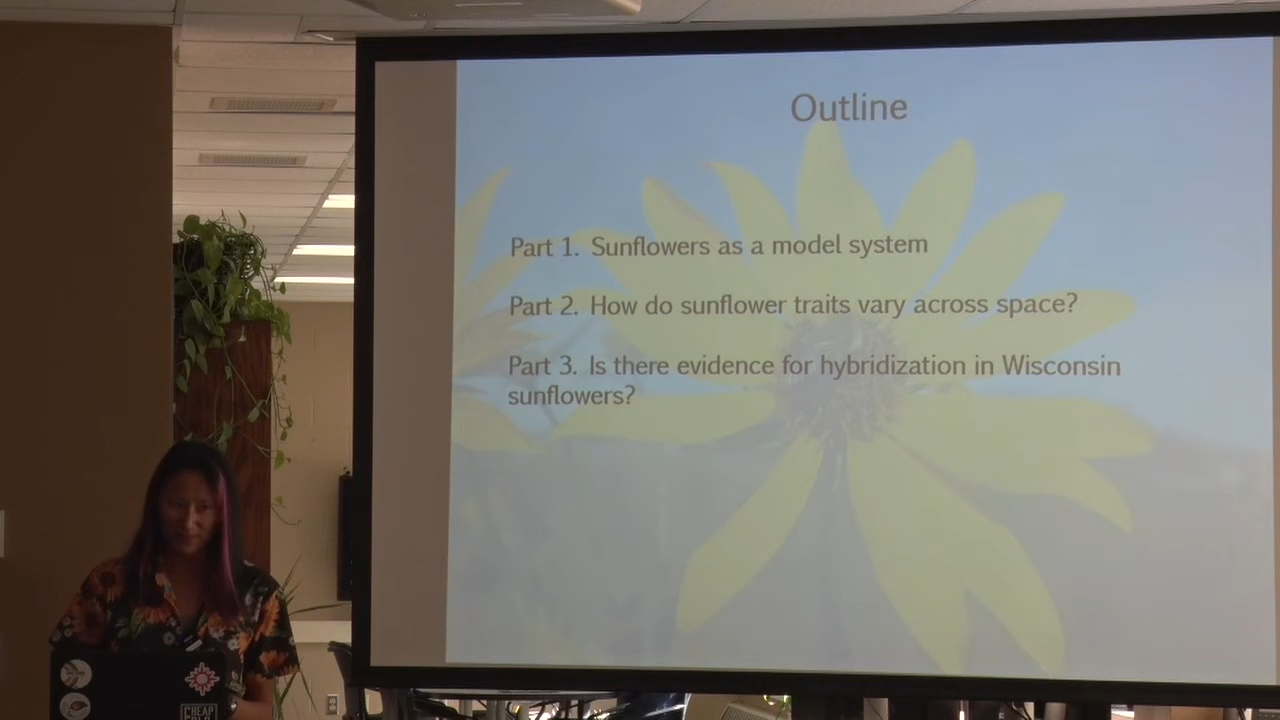 Outline
Part 1. Sunflowers as a model system
Part 2. How do sunflower traits vary across space?
Part 3. Is there evidence for hybridization in Wisconsin
sunflowers?
CHEAP